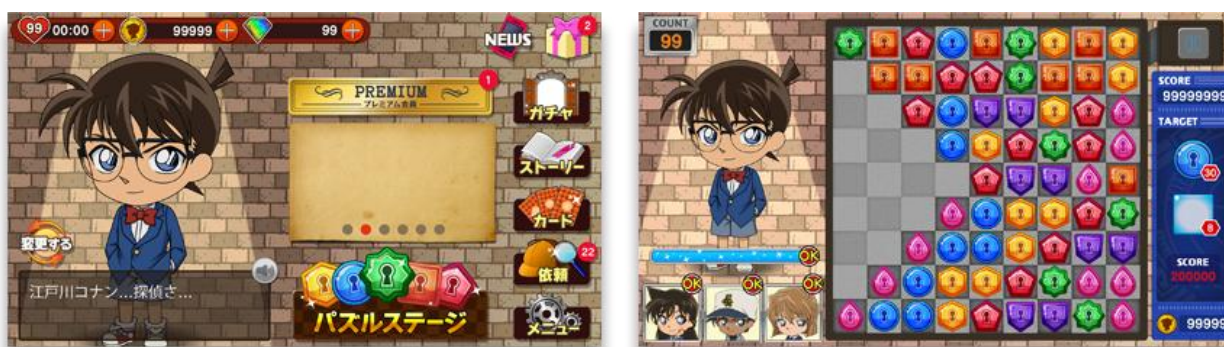 99 00:00
99999
99
NEWS
2
1
PREMIUM
プレミアム会員
ガチャ
ストーリー
カード
22
依頼
変更する
江戸川コナン…探偵さ…
パズルステージ
メニュー
COUNT
99
OK
OK
OK
OK
SCORE
99999999
TARGET
30
8
SCORE
200000
99999